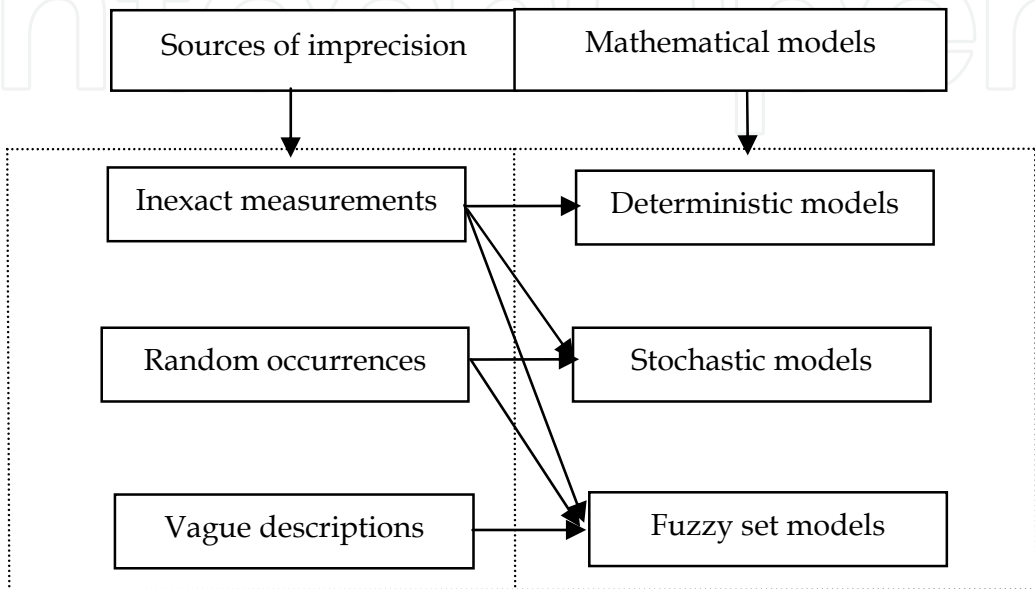 Sources of imprecision
Mathematical models
Inexact measurements
Deterministic models
Random occurrences
Stochastic models
Vague descriptions
Fuzzy set models